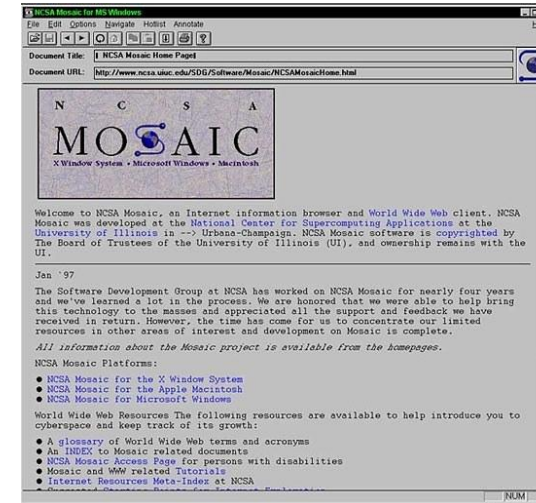 NCSA Mosaic for MS Windows
File Edit Options Navigate Hotlist Annotate
Document Title: NCSA Mosaic Home Page
Document URL: http://www.ncsa.uiuc.edu/SDG/Software/Mosaic/NCSAMosaicHome.html
N C S A
MOSAIC
X Window System • Microsoft Windows • Macintosh
Welcome to NCSA Mosaic, an Internet information browser and World Wide Web client. NCSA
Mosaic was developed at the National Center for Supercomputing Applications at the
University of Illinois in --> Urbana-Champaign. NCSA Mosaic software is copyrighted by
The Board of Trustees of the University of Illinois (UI), and ownership remains with the
UI.
Jan '97
The Software Development Group at NCSA has worked on NCSA Mosaic for nearly four years
and we've learned a lot in the process. We are honored that we were able to help bring
this technology to the masses and appreciated all the support and feedback we have
received in return. However, the time has come for us to concentrate our limited
resources in other areas of interest and development on Mosaic is complete.
All information about the Mosaic project is available from the homepages.
NCSA Mosaic Platforms:
● NCSA Mosaic for the X Window System
● NCSA Mosaic for the Apple Macintosh
● NCSA Mosaic for Microsoft Windows
World Wide Web Resources The following resources are available to help introduce you to
cyberspace and keep track of its growth:
● A glossary of World Wide Web terms and acronyms
● An INDEX to Mosaic related documents
● NCSA Mosaic Access Page for persons with disabilities
● Mosaic and WWW related Tutorials
● Internet Resources Meta-Index at NCSA
NUM